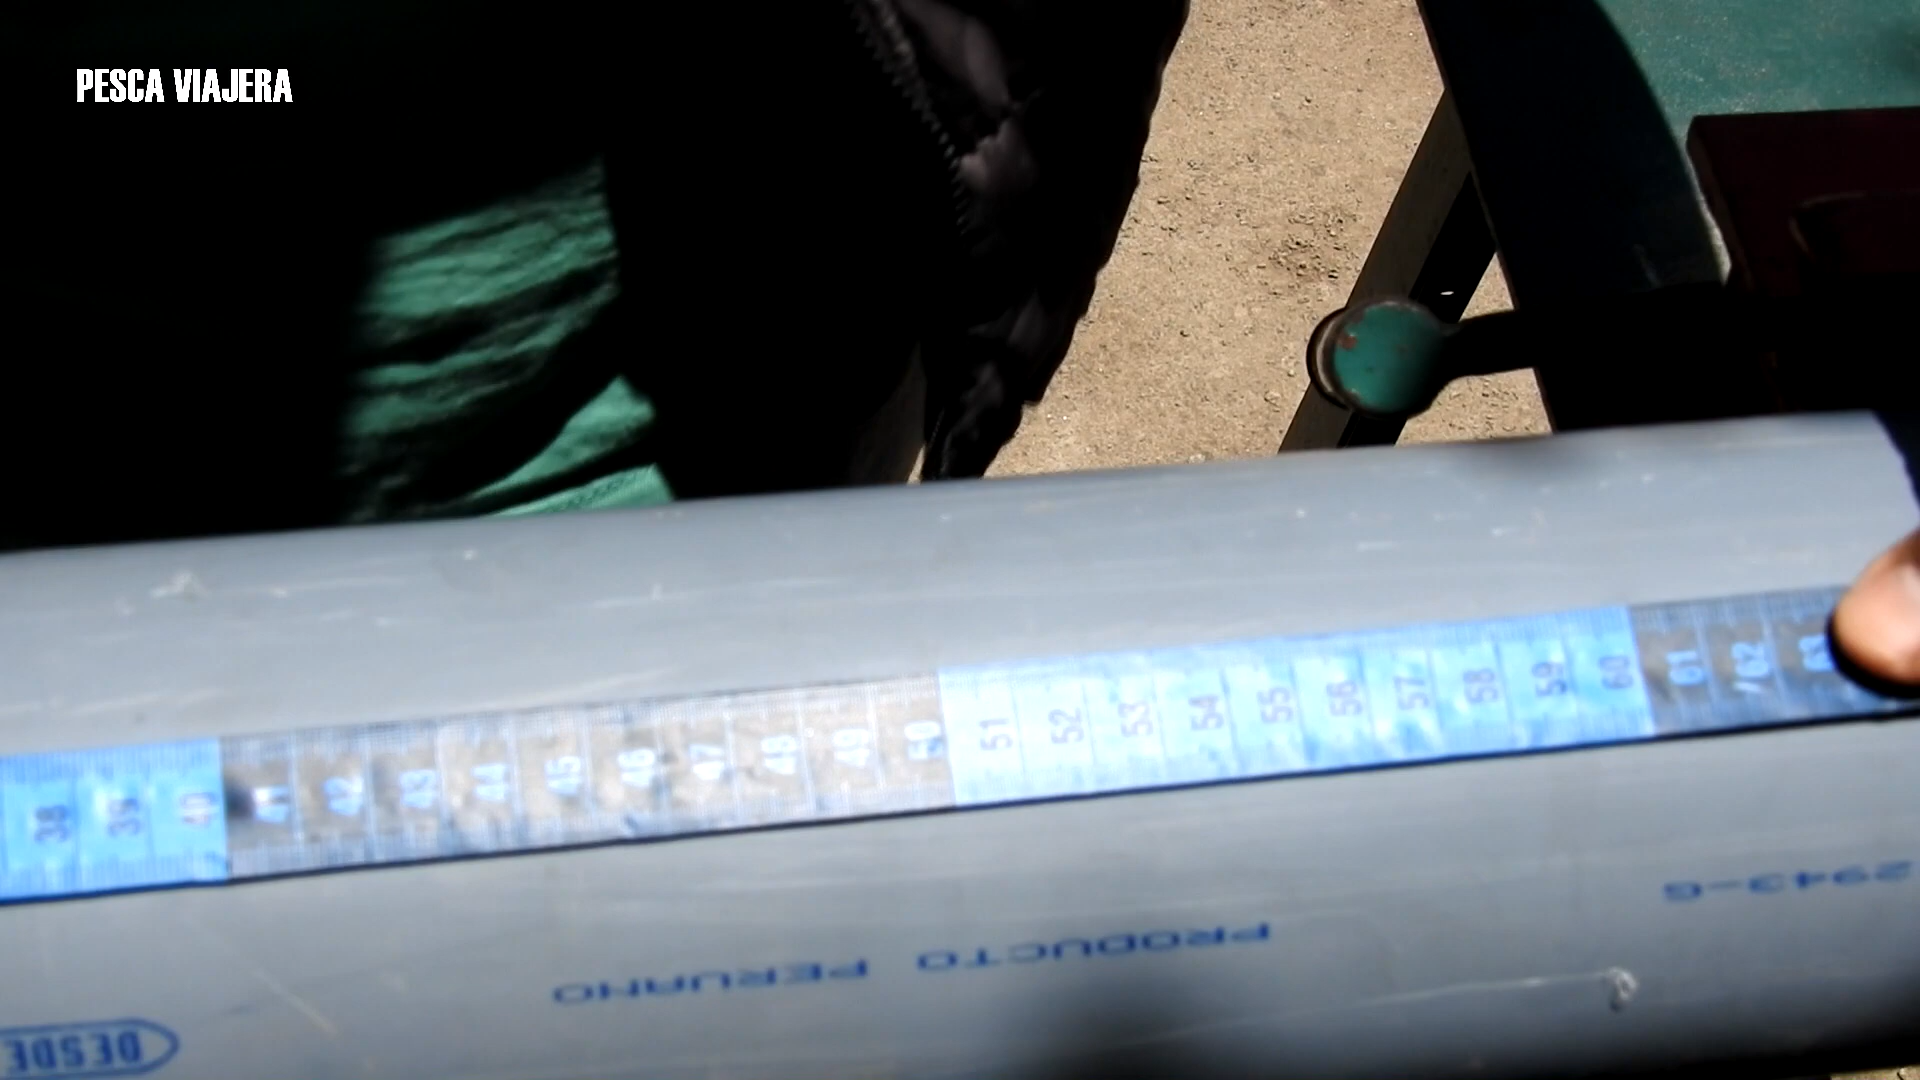 PESCA VIAJERA
38 39 40 41 42 43 44 45 46 47 48 49 50 51 52 53 54 55 56 57 58 59 60 61 62 63
2943-G
PRODUCTO PERUANO
DESDE